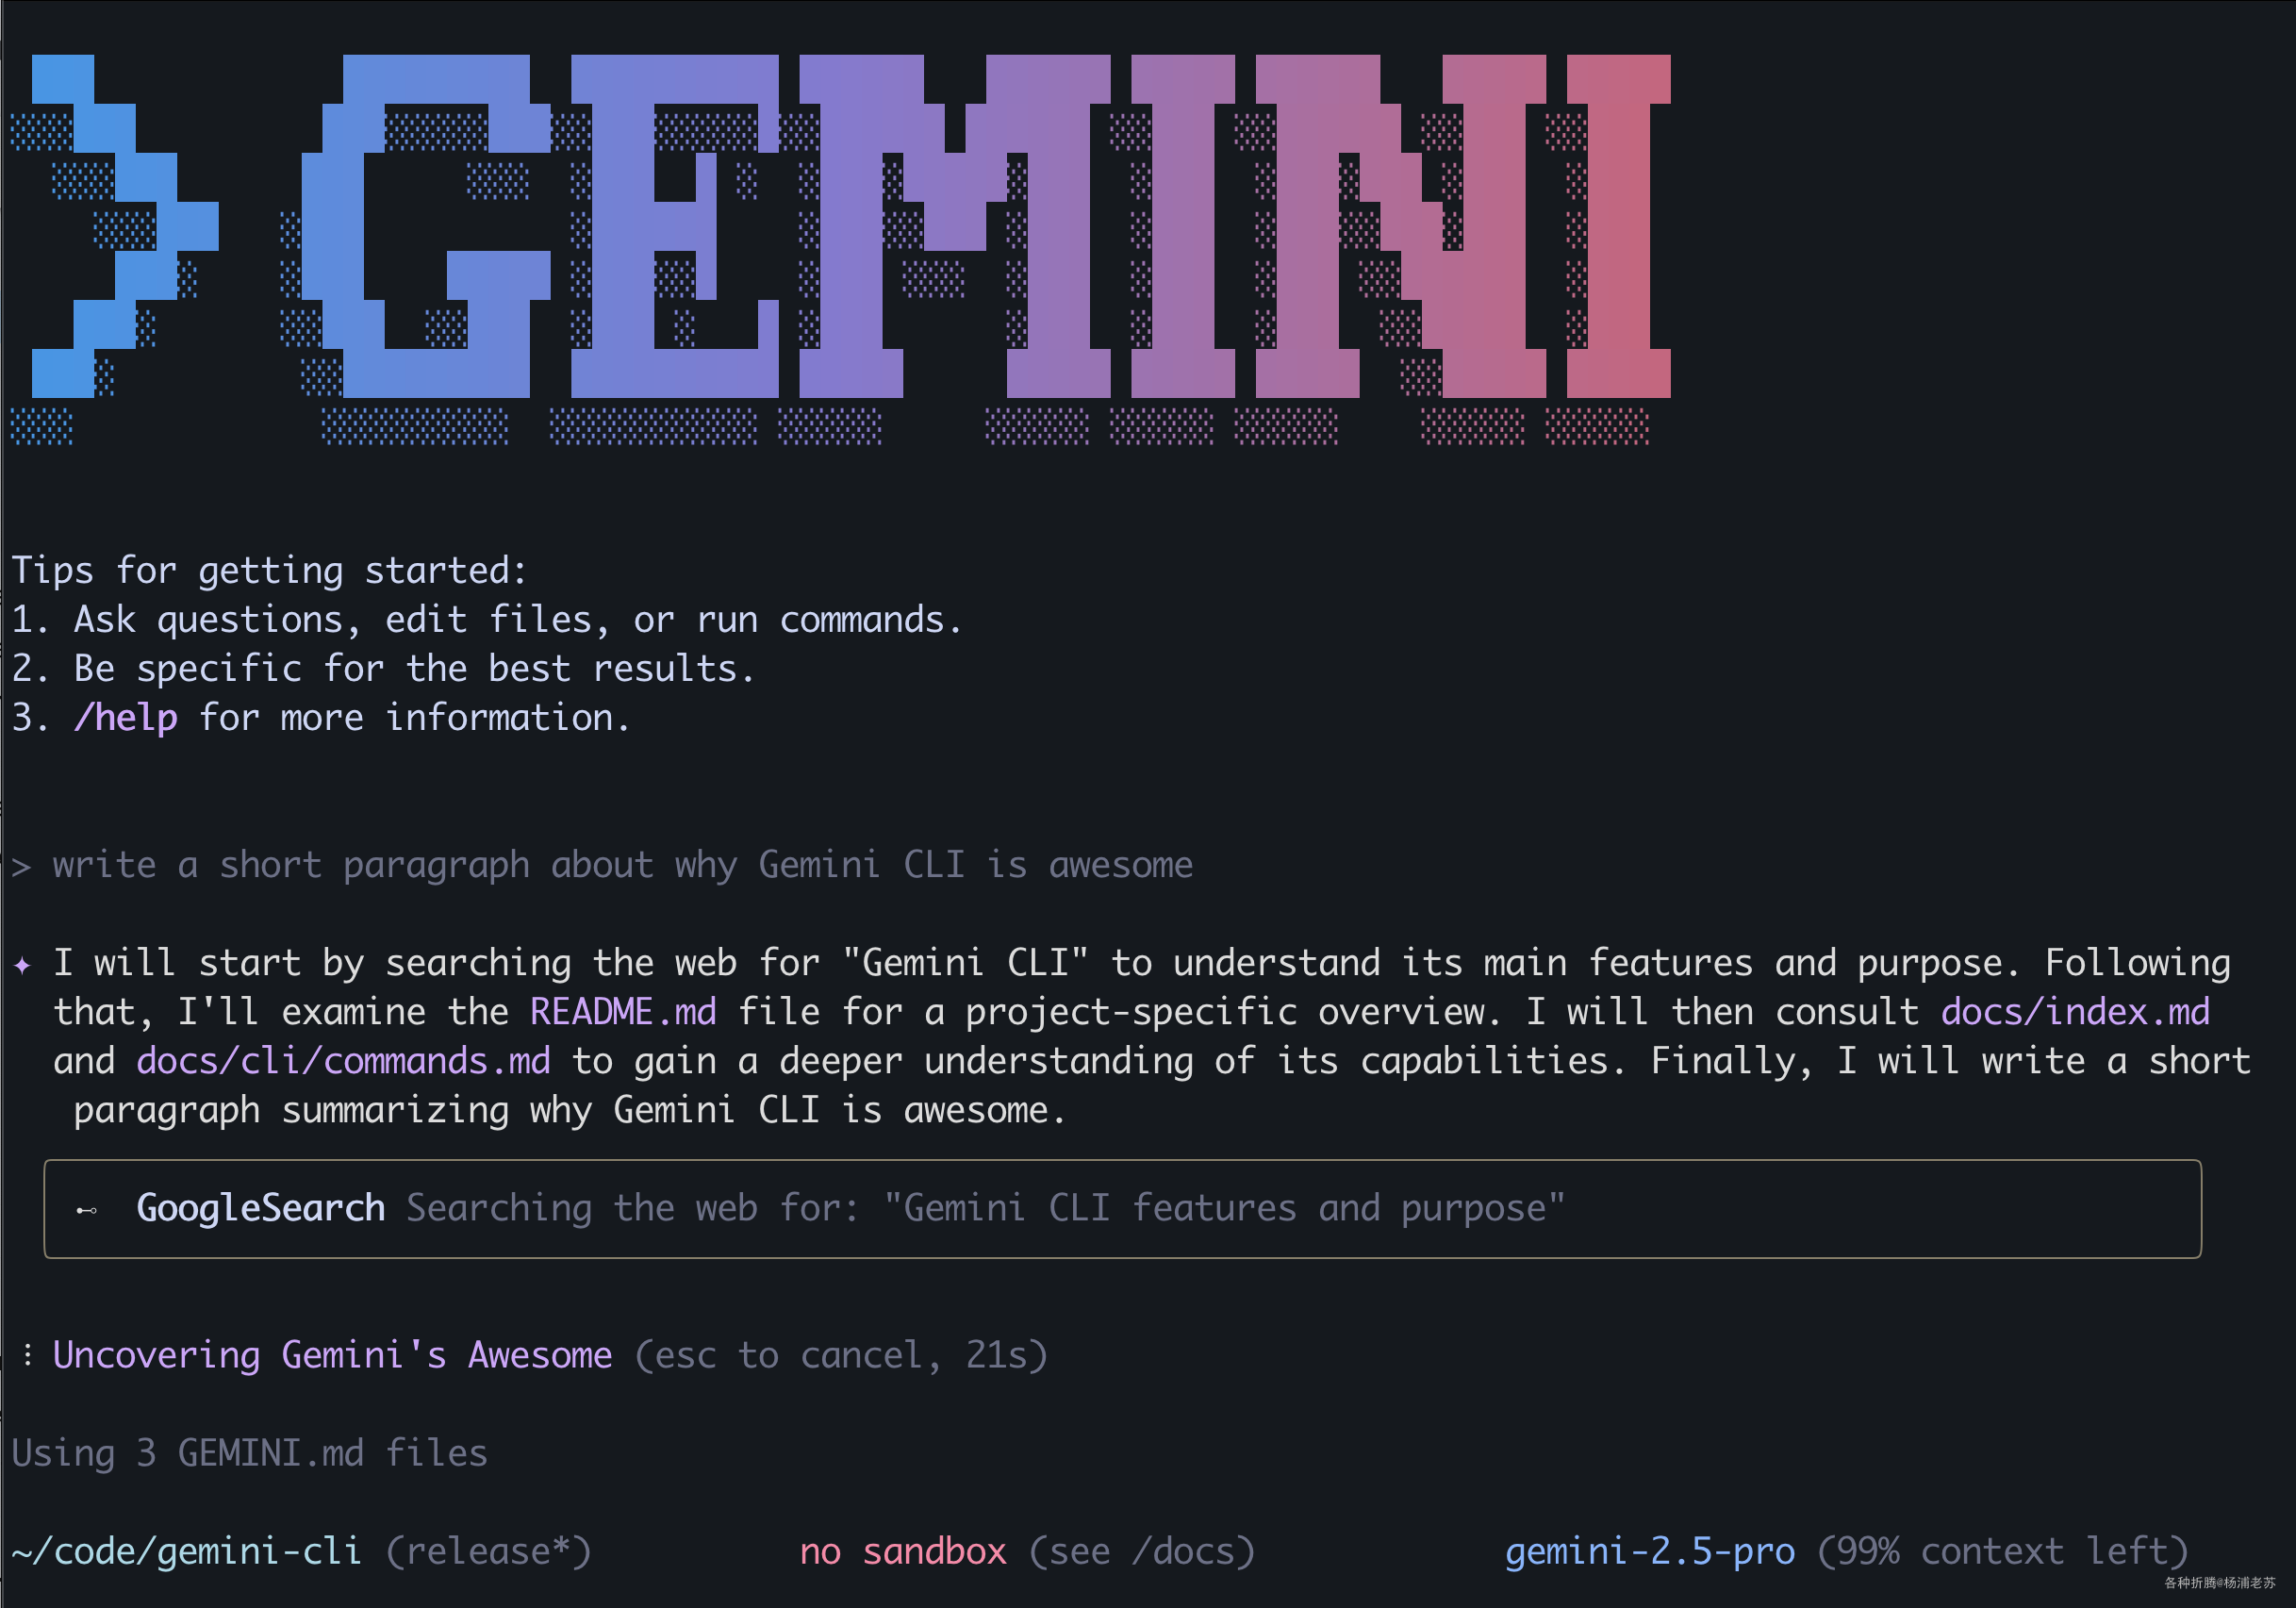 > GEMINI
Tips for getting started:
1. Ask questions, edit files, or run commands.
2. Be specific for the best results.
3. /help for more information.
> write a short paragraph about why Gemini CLI is awesome
✦ I will start by searching the web for "Gemini CLI" to understand its main features and purpose. Following
that, I'll examine the README.md file for a project-specific overview. I will then consult docs/index.md
and docs/cli/commands.md to gain a deeper understanding of its capabilities. Finally, I will write a short
paragraph summarizing why Gemini CLI is awesome.
⊷ GoogleSearch Searching the web for: "Gemini CLI features and purpose"
⠸ Uncovering Gemini's Awesome (esc to cancel, 21s)
Using 3 GEMINI.md files
~/code/gemini-cli (release*) no sandbox (see /docs) gemini-2.5-pro (99% context left)
各种折腾@杨浦老苏